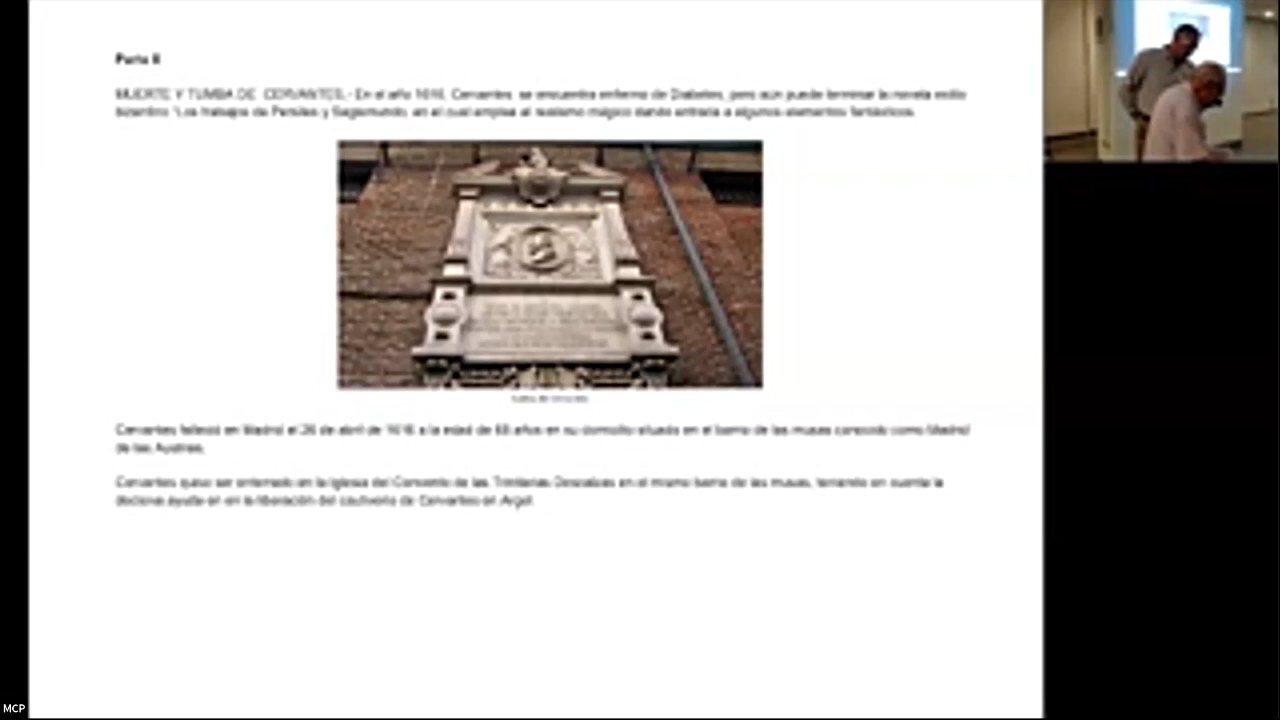 Parte II
MUERTE Y TUMBA DE CERVANTES.- En el año 1616, Cervantes se encuentra enfermo de Diabetes, pero aún puede terminar la novela estilo
bizantino "Los trabajos de Persiles y Segismundo, en el cual emplea el realismo mágico dando entrada a algunos elementos fantásticos.
Cervantes falleció en Madrid el de abril de 1616 a la edad de años en su domicilio situado en el barrio de las musas conocido como Madrid
de las Austrias.
Cervantes quiso ser enterrado en la Iglesia del Convento de las Trinitarias Descalzas en el mismo barrio de las musas, teniendo en cuenta la
decisiva ayuda en en la liberación del cautiverio de Cervantes en Argel
MCP